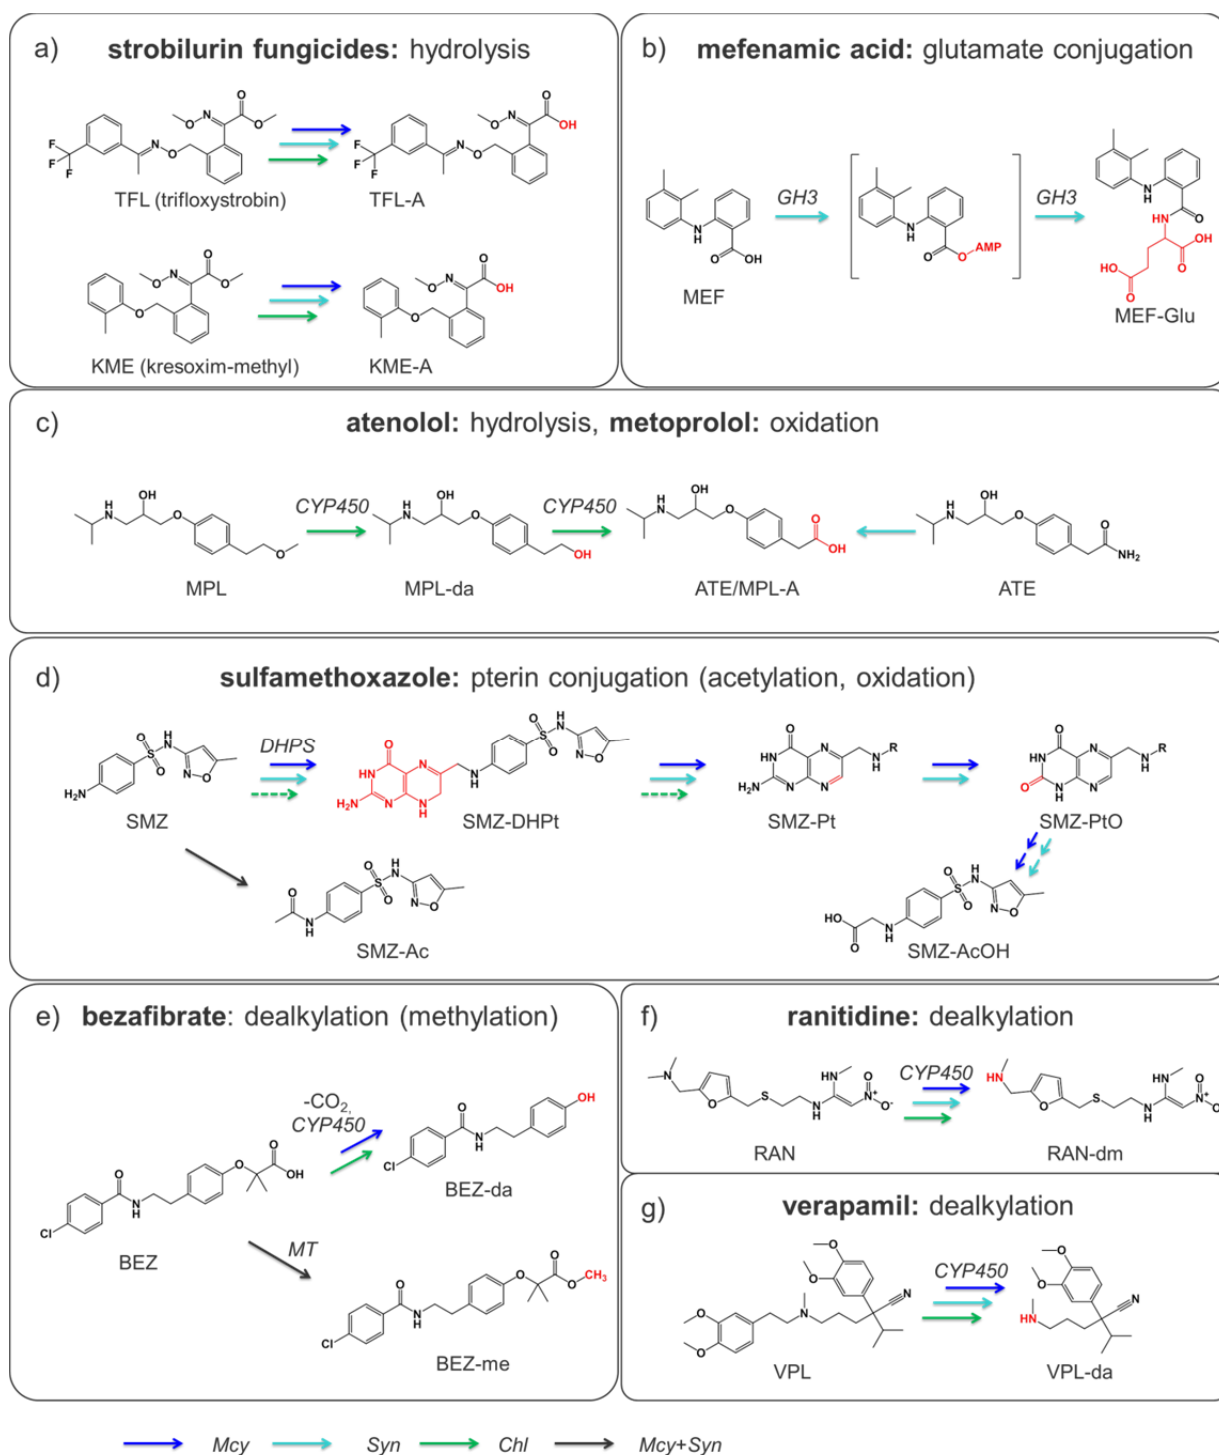 a) strobilurin fungicides: hydrolysis
TFL (trifloxystrobin)
TFL-A
KME (kresoxim-methyl)
KME-A
b) mefenamic acid: glutamate conjugation
GH3
GH3
AMP
MEF
MEF-Glu
c) atenolol: hydrolysis, metoprolol: oxidation
CYP450
CYP450
MPL
MPL-da
ATE/MPL-A
ATE
d) sulfamethoxazole: pterin conjugation (acetylation, oxidation)
DHPS
SMZ
SMZ-DHPt
SMZ-Pt
SMZ-PtO
SMZ-Ac
SMZ-AcOH
e) bezafibrate: dealkylation (methylation)
-CO₂,
CYP450
BEZ-da
BEZ
MT
BEZ-me
f) ranitidine: dealkylation
CYP450
RAN
RAN-dm
g) verapamil: dealkylation
CYP450
VPL
VPL-da
Mcy Syn Chl Mcy+Syn